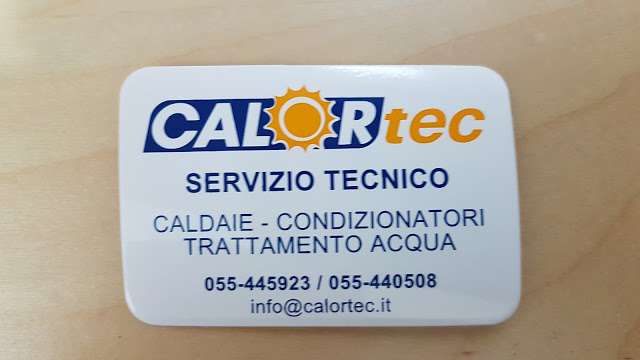 CALORtec
SERVIZIO TECNICO
CALDAIE - CONDIZIONATORI
TRATTAMENTO ACQUA
055-445923 / 055-440508
info@calortec.it